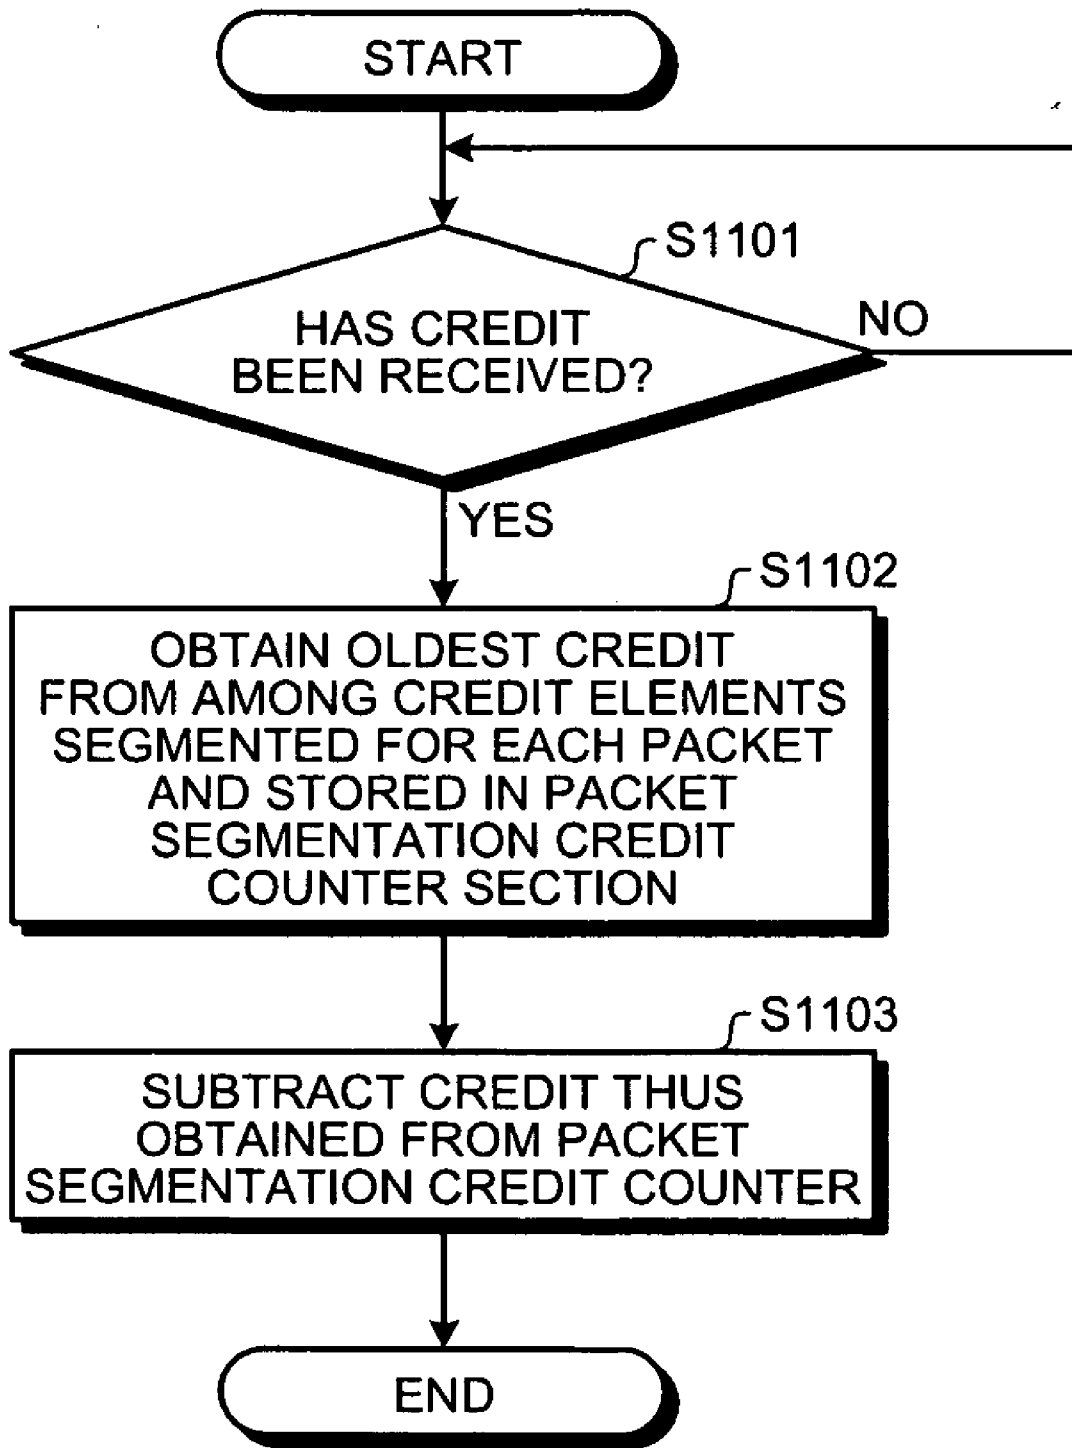 START
S1101
HAS CREDIT
BEEN RECEIVED?
NO
YES
S1102
OBTAIN OLDEST CREDIT
FROM AMONG CREDIT ELEMENTS
SEGMENTED FOR EACH PACKET
AND STORED IN PACKET
SEGMENTATION CREDIT
COUNTER SECTION
S1103
SUBTRACT CREDIT THUS
OBTAINED FROM PACKET
SEGMENTATION CREDIT COUNTER
END